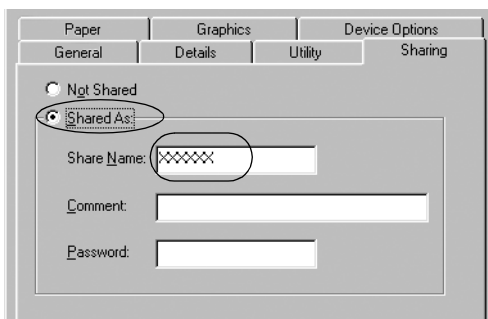 Paper Graphics Device Options
General Details Utility Sharing
Not Shared
Shared As:
Share Name: XXXXXX
Comment:
Password: